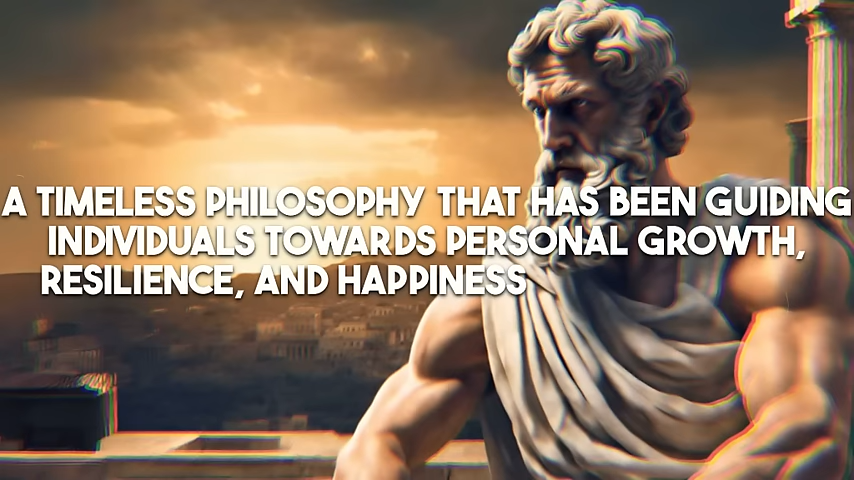 A TIMELESS PHILOSOPHY THAT HAS BEEN GUIDING
INDIVIDUALS TOWARDS PERSONAL GROWTH,
RESILIENCE, AND HAPPINESS